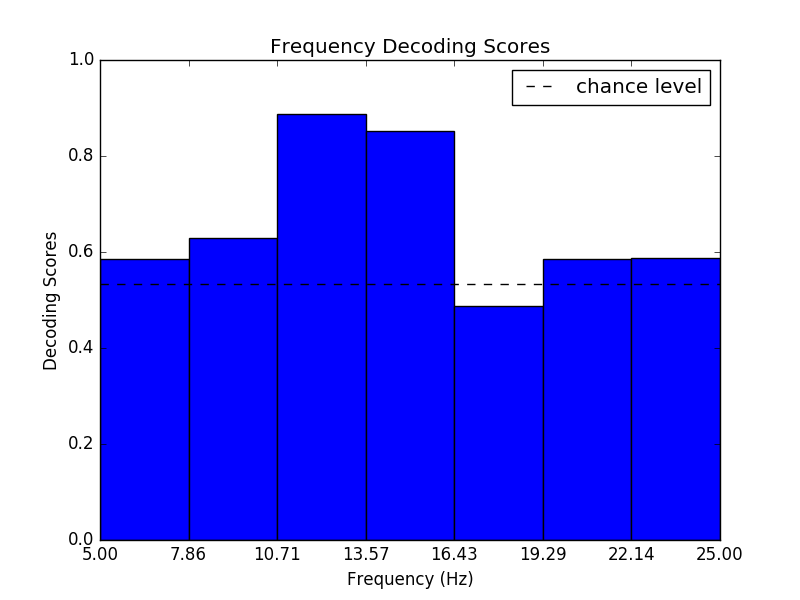 Frequency Decoding Scores
chance level
1.0
0.8
0.6
0.4
0.2
0.0
Decoding Scores
5.00 7.86 10.71 13.57 16.43 19.29 22.14 25.00
Frequency (Hz)